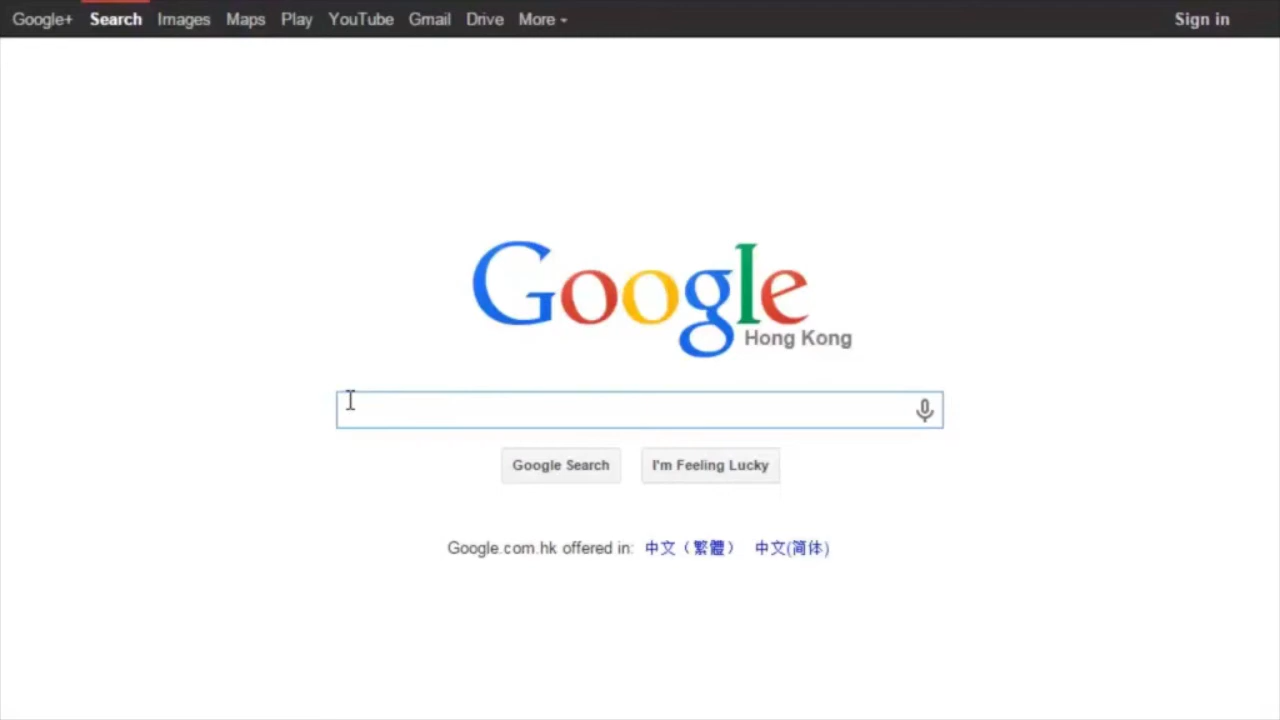 Google+ Search Images Maps Play YouTube Gmail Drive More Sign in
Google
Hong Kong
Google Search I'm Feeling Lucky
Google.com.hk offered in: 中文（繁體） 中文(简体)